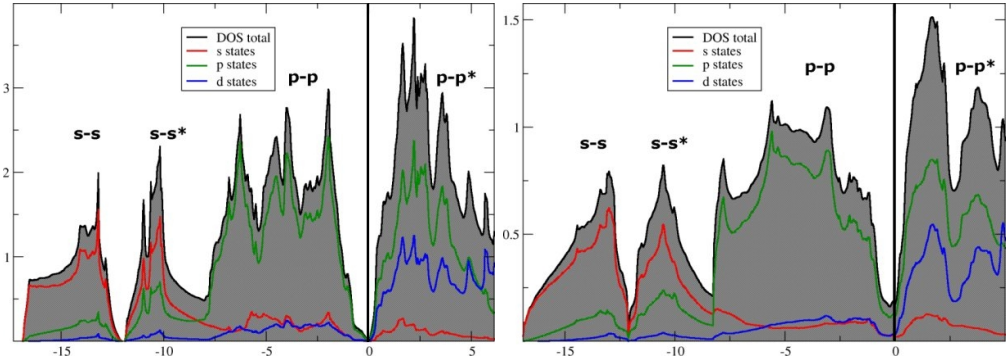 DOS total
s states
p states
d states
p-p
p-p*
s-s
s-s*
3
2
1
-15
-10
-5
0
5
1.5
DOS total
s states
p states
d states
p-p
p-p*
1
s-s
s-s*
0.5
-15
-10
-5
0